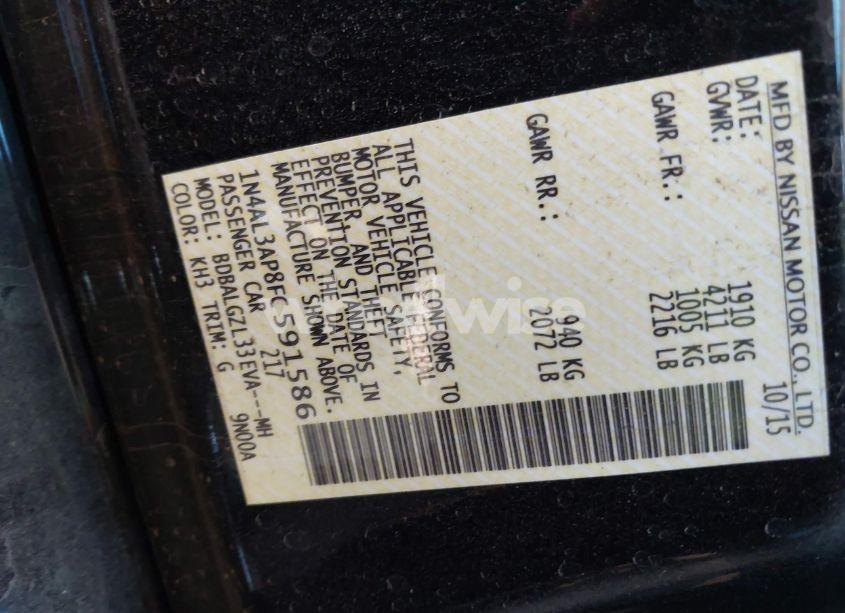 MFD BY NISSAN MOTOR CO., LTD.
DATE: 10/15
GVWR: 1910 KG
4211 LB
GAWR FR.: 1005 KG
2216 LB
GAWR RR.: 940 KG
2072 LB
THIS VEHICLE CONFORMS TO
ALL APPLICABLE FEDERAL
MOTOR VEHICLE SAFETY,
BUMPER, AND THEFT
PREVENTION STANDARDS IN
EFFECT ON THE DATE OF
MANUFACTURE SHOWN ABOVE.
1N4AL3AP8FC591586
PASSENGER CAR 217
MODEL: BDBALGZL33EVA---MH
COLOR: KH3 TRIM: G 9N00A